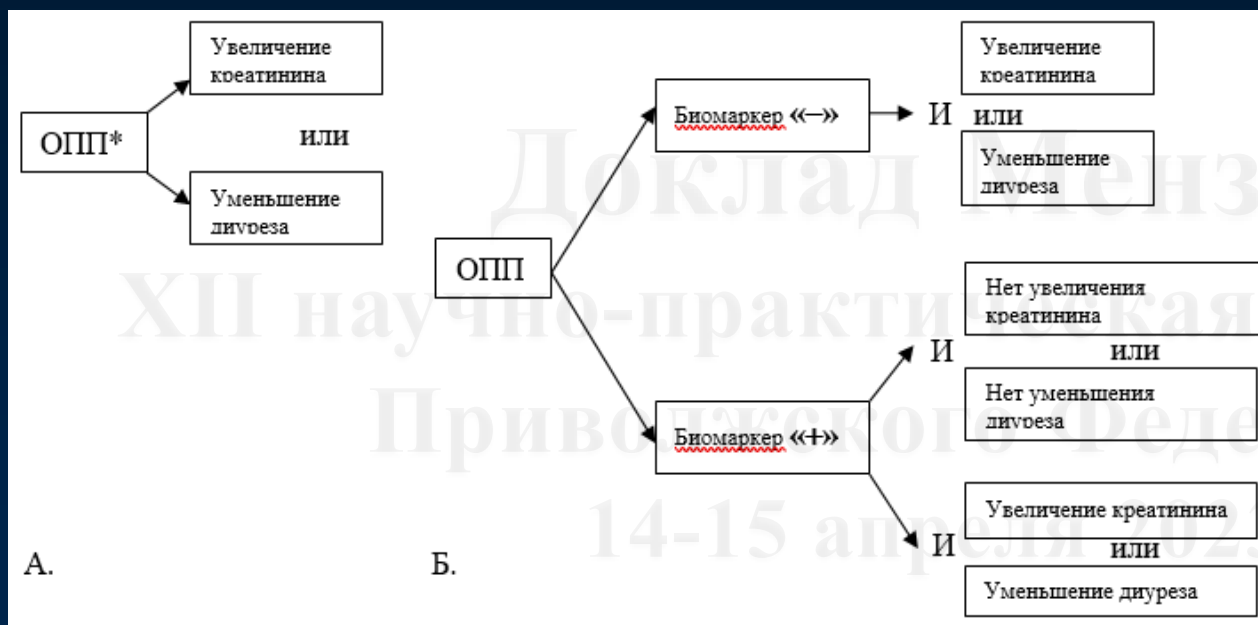 Увеличение
креатинина
ОПП*
или
Уменьшение
диуреза
А.
Увеличение
креатинина
Биомаркер «–»
И или
Уменьшение
диуреза
ОПП
Нет увеличения
креатинина
И
или
Нет уменьшения
диуреза
Биомаркер «+»
Увеличение креатинина
И
или
Уменьшение диуреза
Б.
Доклад Менз
XII научно-практическая
Приволжского Феде
14-15 апреля 202